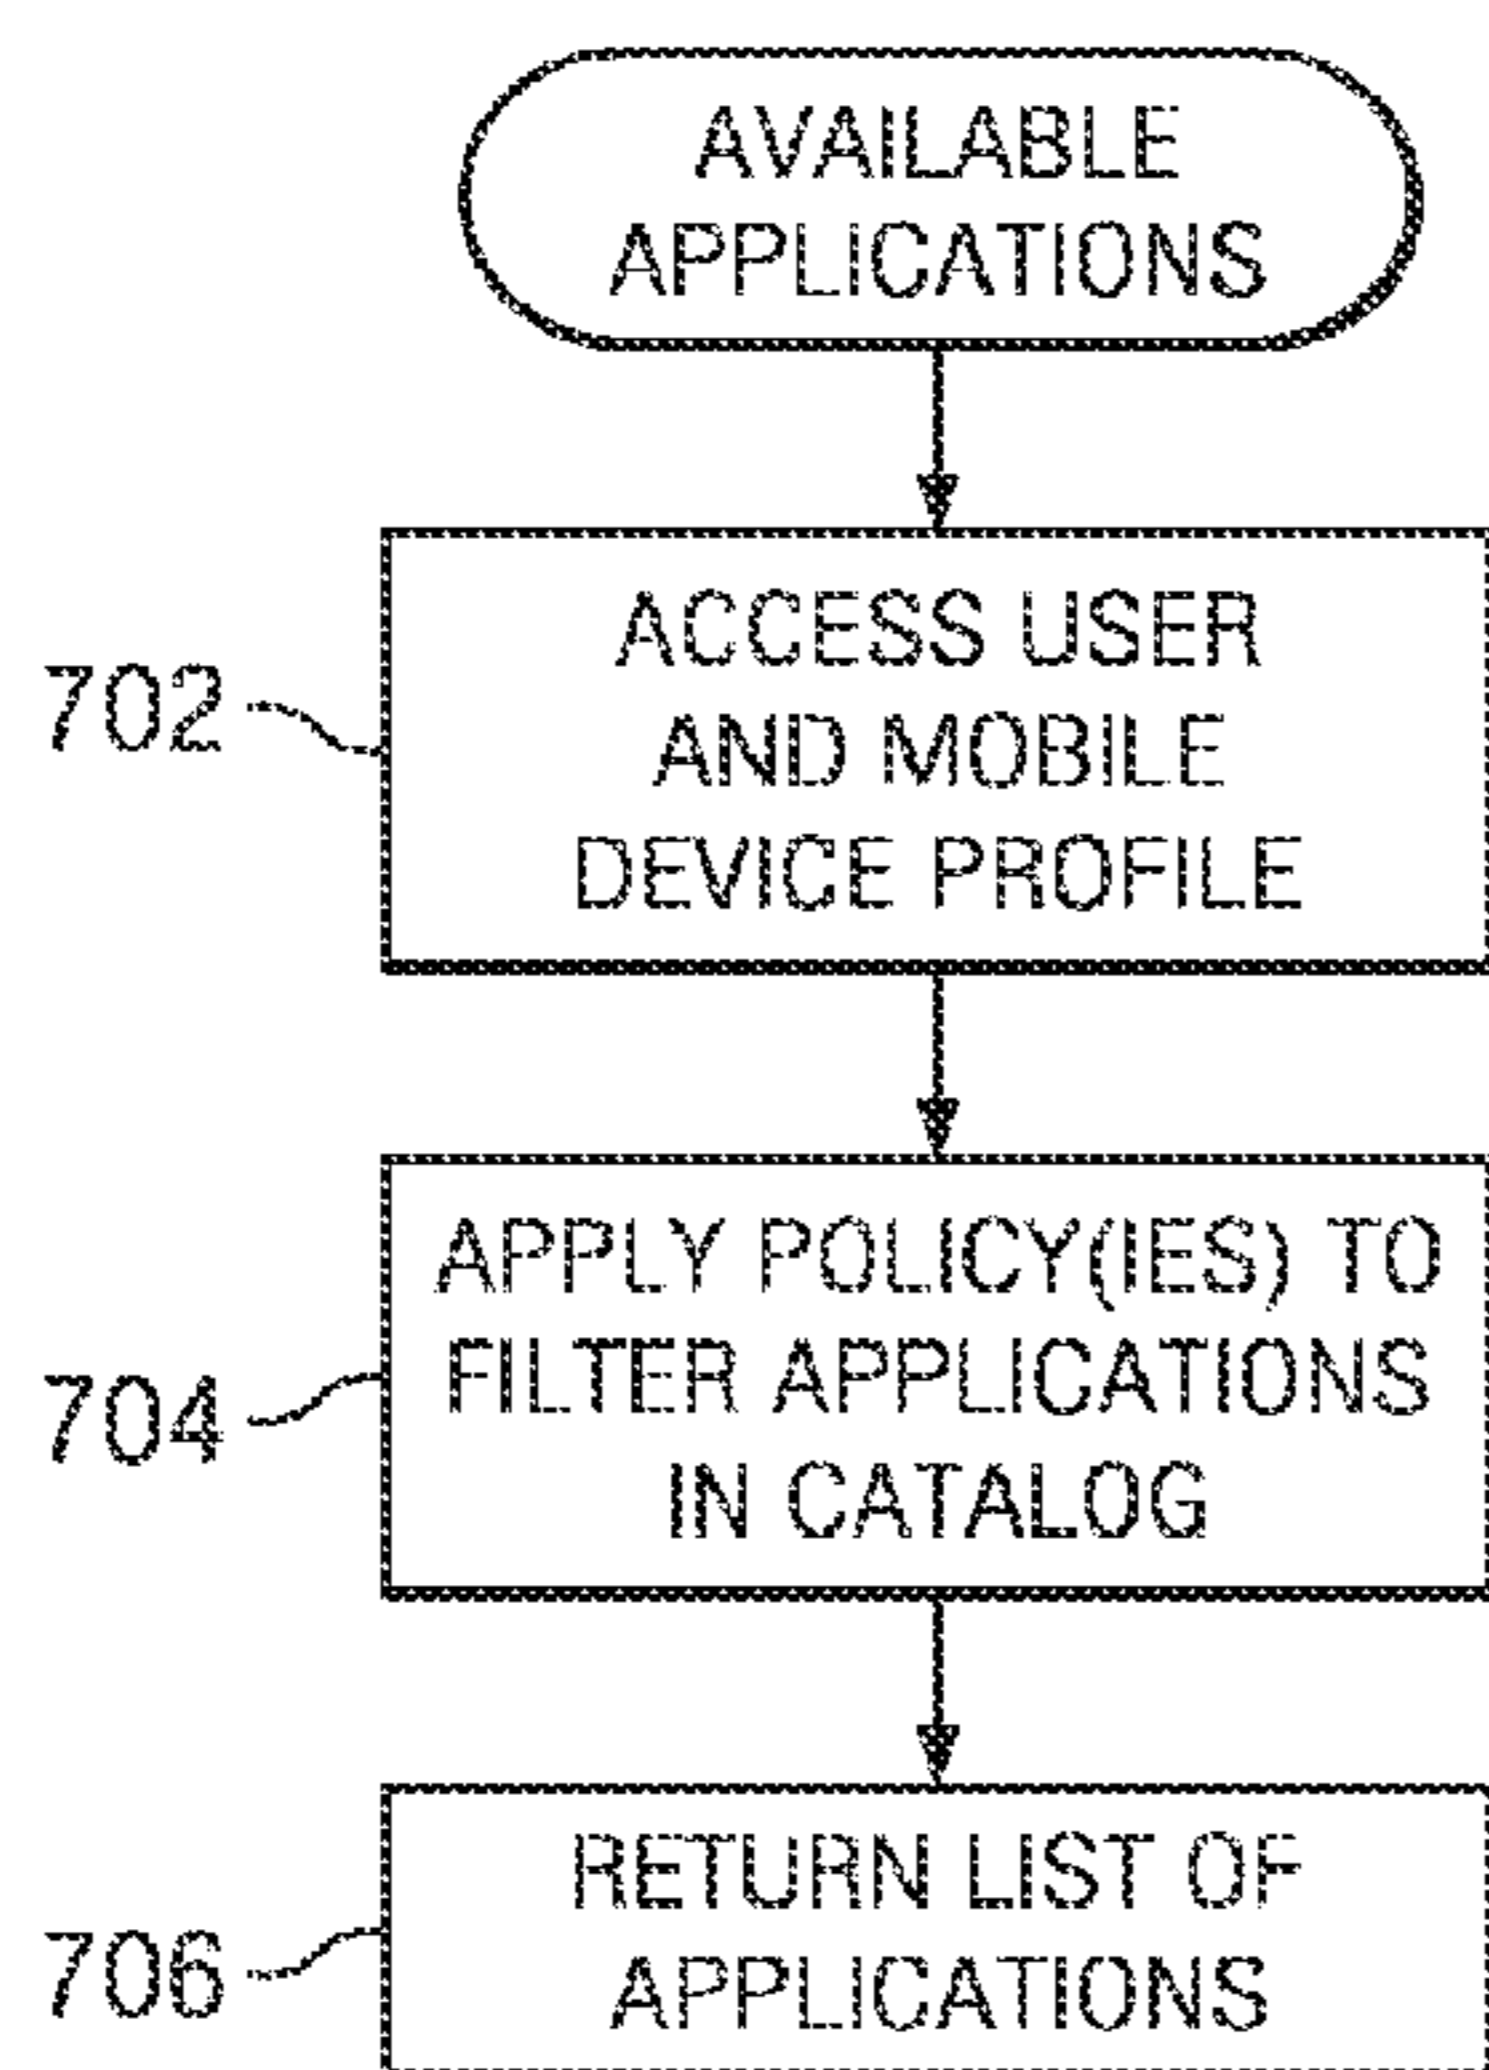 AVAILABLE
APPLICATIONS
702
ACCESS USER
AND MOBILE
DEVICE PROFILE
704
APPLY POLICY(IES) TO
FILTER APPLICATIONS
IN CATALOG
706
RETURN LIST OF
APPLICATIONS